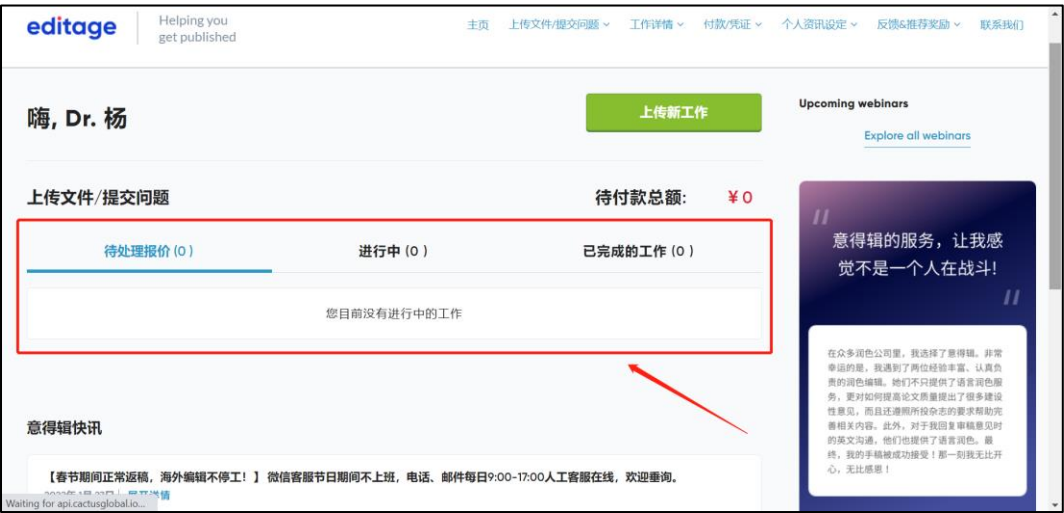 editage
Helping you
get published
主页 上传文件/提交问题 工作详情 付款/凭证 个人资讯设定 反馈&推荐奖励 联系我们
嗨, Dr. 杨
上传新工作
Upcoming webinars
Explore all webinars
上传文件/提交问题
待付款总额: ¥ 0
待处理报价 (0) 进行中 (0) 已完成的工作 (0)
您目前没有进行中的工作
意得辑快讯
【春节期间正常返稿，海外编辑不停工！】 微信客服节日期间不上班，电话、邮件每日9:00-17:00人工客服在线，欢迎垂询。
展开详情
Waiting for api.cactusglobal.io...
"
意得辑的服务，让我感
觉不是一个人在战斗!
"
在众多润色公司里，我选择了意得辑。非常
幸运的是，我遇到了两位经验丰富、认真负
责的润色编辑。她们不只提供了语言润色服
务，更对如何提高论文质量提出了很多建设
性意见，而且还遵照所投杂志的要求帮助完
善相关内容。此外，对于我回复审稿意见时
的英文沟通，他们也提供了语言润色。最
终，我的手稿被成功接受！那一刻我无比开
心，无比感恩！